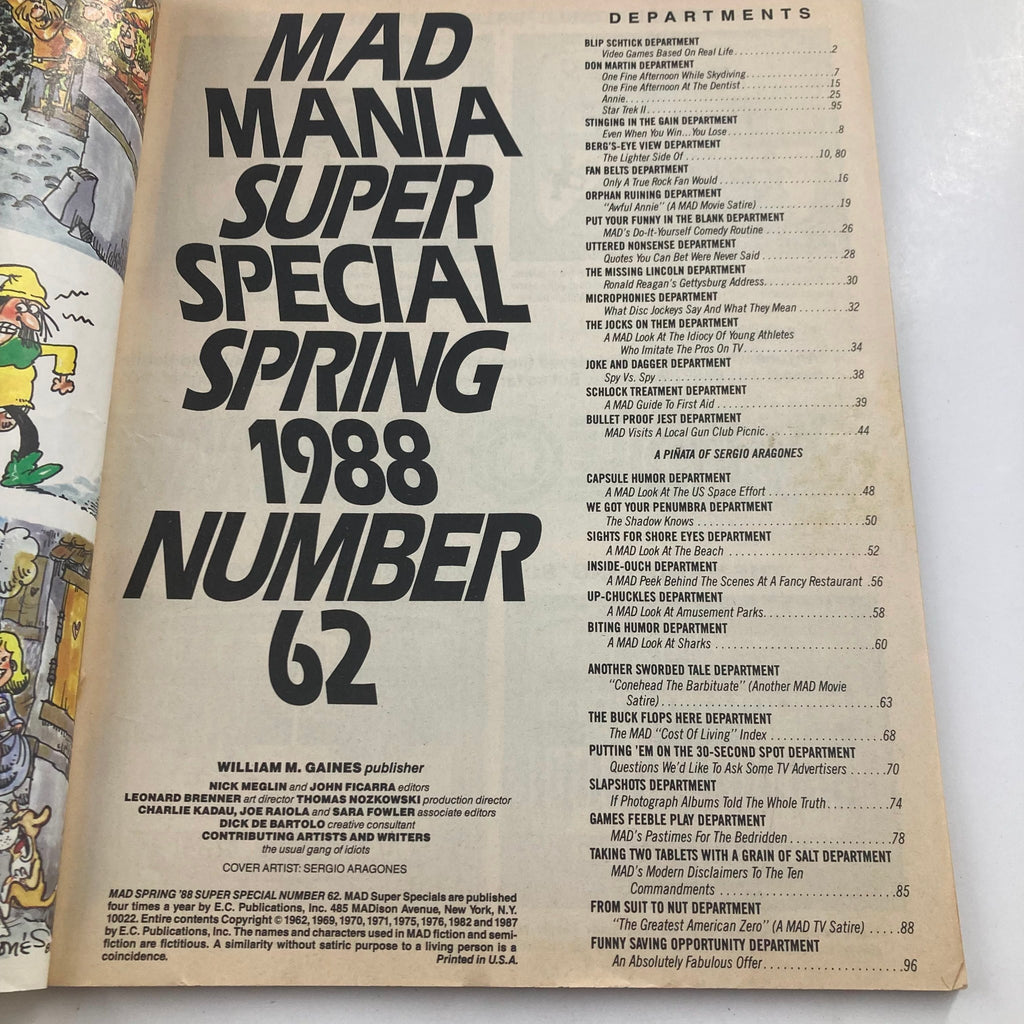 MAD
MANIA
SUPER
SPECIAL
SPRING
1988
NUMBER
62
WILLIAM M. GAINES publisher
NICK MEGLIN and JOHN FICARRA editors
LEONARD BRENNER art director THOMAS NOZKOWSKI production director
CHARLIE KADAU, JOE RAIOLA and SARA FOWLER associate editors
DICK DE BARTOLO creative consultant
CONTRIBUTING ARTISTS AND WRITERS
the usual gang of idiots
COVER ARTIST: SERGIO ARAGONES
MAD SPRING '88 SUPER SPECIAL NUMBER 62. MAD Super Specials are published
four times a year by E.C. Publications, Inc. 485 MADison Avenue, New York, N.Y.
10022. Entire contents Copyright © 1962, 1969, 1970, 1971, 1975, 1976, 1982 and 1987
by E.C. Publications, Inc. The names and characters used in MAD fiction and semi-
fiction are fictitious. A similarity without satiric purpose to a living person is a
coincidence. Printed in U.S.A.
DEPARTMENTS
BLIP SCHTICK DEPARTMENT
Video Games Based On Real Life....................2
DON MARTIN DEPARTMENT
One Fine Afternoon While Skydiving..................7
One Fine Afternoon At The Dentist..................15
Annie..................25
Star Trek II..................95
STINGING IN THE GAIN DEPARTMENT
Even When You Win...You Lose..................8
BERG'S-EYE VIEW DEPARTMENT
The Lighter Side Of..................10, 80
FAN BELTS DEPARTMENT
Only A True Rock Fan Would..................16
ORPHAN RUINING DEPARTMENT
"Awful Annie" (A MAD Movie Satire)..................19
PUT YOUR FUNNY IN THE BLANK DEPARTMENT
MAD's Do-It-Yourself Comedy Routine..................26
UTTERED NONSENSE DEPARTMENT
Quotes You Can Bet Were Never Said..................28
THE MISSING LINCOLN DEPARTMENT
Ronald Reagan's Gettysburg Address..................30
MICROPHONIES DEPARTMENT
What Disc Jockeys Say And What They Mean..........32
THE JOCKS ON THEM DEPARTMENT
A MAD Look At The Idiocy Of Young Athletes
Who Imitate The Pros On TV..................34
JOKE AND DAGGER DEPARTMENT
Spy Vs. Spy..................38
SCHLOCK TREATMENT DEPARTMENT
A MAD Guide To First Aid..................39
BULLET PROOF JEST DEPARTMENT
MAD Visits A Local Gun Club Picnic..................44
A PIÑATA OF SERGIO ARAGONES
CAPSULE HUMOR DEPARTMENT
A MAD Look At The US Space Effort..................48
WE GOT YOUR PENUMBRA DEPARTMENT
The Shadow Knows..................50
SIGHTS FOR SHORE EYES DEPARTMENT
A MAD Look At The Beach..................52
INSIDE-OUCH DEPARTMENT
A MAD Peek Behind The Scenes At A Fancy Restaurant .56
UP-CHUCKLES DEPARTMENT
A MAD Look At Amusement Parks..................58
BITING HUMOR DEPARTMENT
A MAD Look At Sharks..................60
ANOTHER SWORDED TALE DEPARTMENT
"Conehead The Barbituate" (Another MAD Movie
Satire)..................63
THE BUCK FLOPS HERE DEPARTMENT
The MAD "Cost Of Living" Index..................68
PUTTING 'EM ON THE 30-SECOND SPOT DEPARTMENT
Questions We'd Like To Ask Some TV Advertisers ......70
SLAPSHOTS DEPARTMENT
If Photograph Albums Told The Whole Truth..........74
GAMES FEEBLE PLAY DEPARTMENT
MAD's Pastimes For The Bedridden..................78
TAKING TWO TABLETS WITH A GRAIN OF SALT DEPARTMENT
MAD's Modern Disclaimers To The Ten
Commandments..................85
FROM SUIT TO NUT DEPARTMENT
"The Greatest American Zero" (A MAD TV Satire) .....88
FUNNY SAVING OPPORTUNITY DEPARTMENT
An Absolutely Fabulous Offer..................96